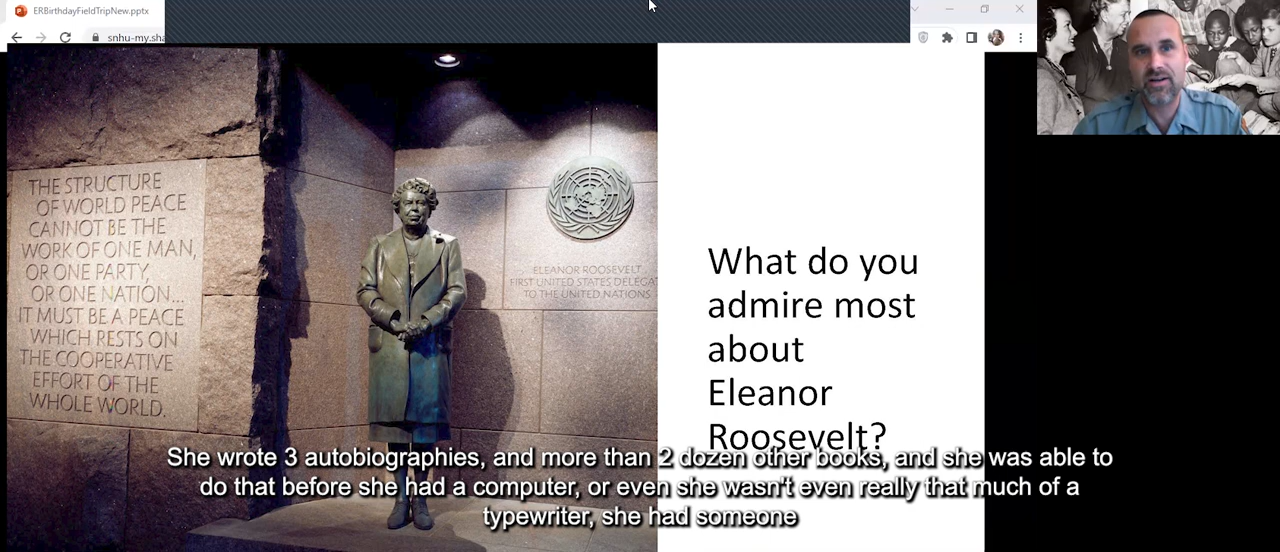 ERBirthdayFieldTripNew.pptx
snhu-my.sha
THE STRUCTURE
OF WORLD PEACE
CANNOT BE THE
WORK OF ONE MAN,
OR ONE PARTY,
OR ONE NATION...
IT MUST BE A PEACE
WHICH RESTS ON
THE COOPERATIVE
EFFORT OF THE
WHOLE WORLD.
ELEANOR ROOSEVELT
FIRST UNITED STATES DELEGA
TO THE UNITED NATIONS
What do you
admire most
about
Eleanor
Roosevelt?
She wrote 3 autobiographies, and more than 2 dozen other books, and she was able to
do that before she had a computer, or even she wasn't even really that much of a
typewriter, she had someone